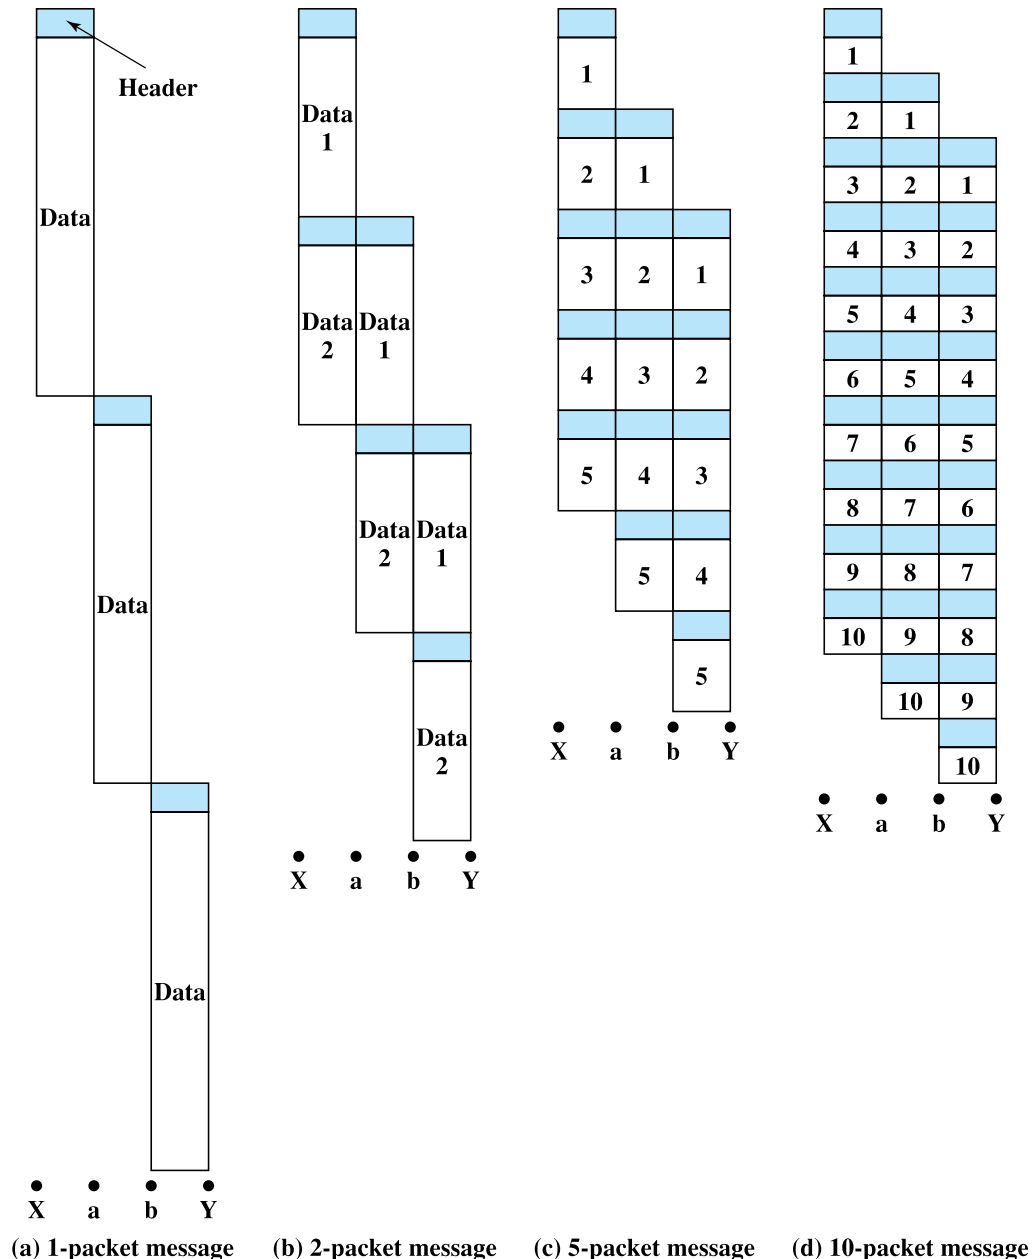 Header
Data
Data
Data
X a b Y
(a) 1-packet message
Data
1
Data Data
2 1
Data Data
2 1
Data
2
X a b Y
(b) 2-packet message
1
2 1
3 2 1
4 3 2
5 4 3
5 4
5
X a b Y
(c) 5-packet message
1
2 1
3 2 1
4 3 2
5 4 3
6 5 4
7 6 5
8 7 6
9 8 7
10 9 8
10 9
10
X a b Y
(d) 10-packet message